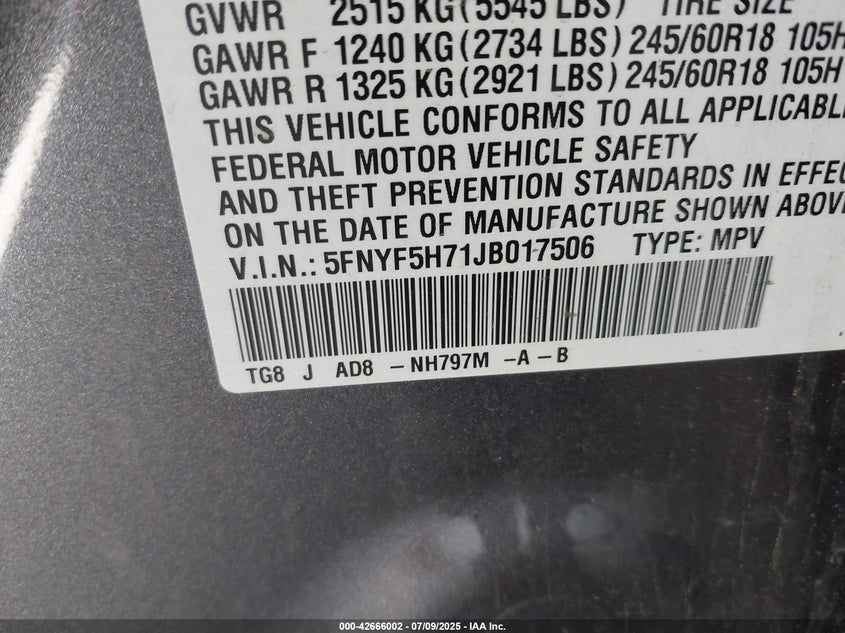 GVWR 2515 KG (5545 LBS) TIRE SIZE
GAWR F 1240 KG (2734 LBS) 245/60R18 105H
GAWR R 1325 KG (2921 LBS) 245/60R18 105H
THIS VEHICLE CONFORMS TO ALL APPLICABLE
FEDERAL MOTOR VEHICLE SAFETY
AND THEFT PREVENTION STANDARDS IN EFFEC
ON THE DATE OF MANUFACTURE SHOWN ABOVE
V.I.N.: 5FNYF5H71JB017506 TYPE: MPV
TG8 J AD8 - NH797M - A - B
000-42666002 / 07/09/2025 - IAA Inc.